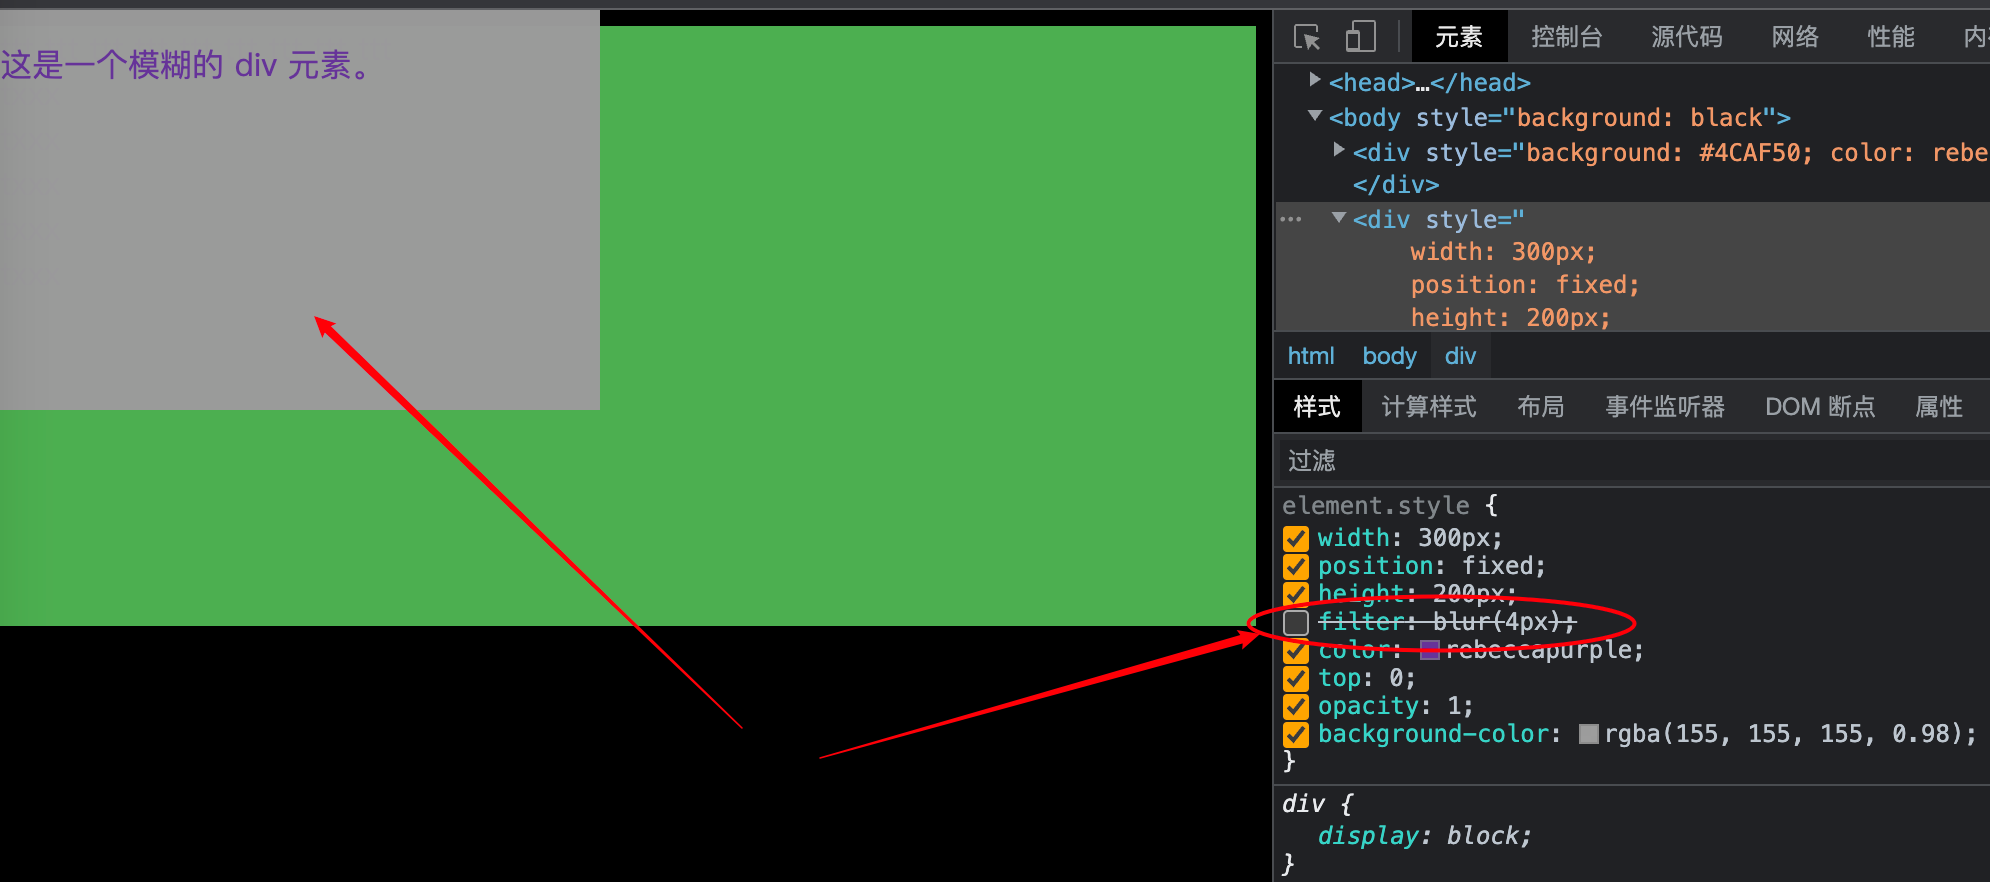 这是一个模糊的 div 元素。
元素 控制台 源代码 网络 性能
<head>…</head>
<body style="background: black">
<div style="background: #4CAF50; color: rebe
</div>
<div style="
width: 300px;
position: fixed;
height: 200px;
html body div
样式 计算样式 布局 事件监听器 DOM 断点 属性
过滤
element.style {
width: 300px;
position: fixed;
height: 200px;
filter: blur(4px);
color: rebeccapurple;
top: 0;
opacity: 1;
background-color: rgba(155, 155, 155, 0.98);
}
div {
display: block;
}